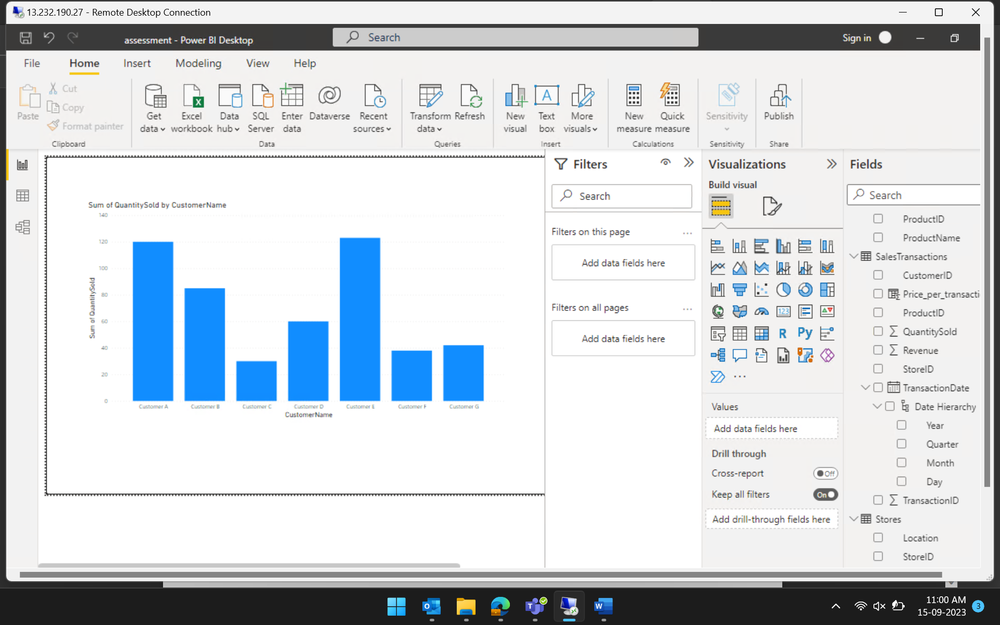 13.232.190.27 - Remote Desktop Connection
assessment - Power BI Desktop
Search
Sign in
File Home Insert Modeling View Help
Paste
Cut
Copy
Format painter
Clipboard
Get data
Excel workbook
Data hub
SQL Server
Enter data
Dataverse
Recent sources
Data
Transform data
Refresh
Queries
New visual
Text box
More visuals
Insert
New measure
Quick measure
Calculations
Sensitivity
Sensitivity
Publish
Share
Sum of QuantitySold by CustomerName
140
120
100
80
60
40
20
0
Sum of QuantitySold
Customer A Customer B Customer C Customer D Customer E Customer F Customer G
CustomerName
Filters
Search
Filters on this page
...
Add data fields here
Filters on all pages
...
Add data fields here
Visualizations
Build visual
123
R
Py
...
Values
Add data fields here
Drill through
Cross-report
Off
Keep all filters
On
Add drill-through fields here
Fields
Search
ProductID
ProductName
SalesTransactions
CustomerID
Price_per_transacti
ProductID
QuantitySold
Revenue
StoreID
TransactionDate
Date Hierarchy
Year
Quarter
Month
Day
TransactionID
Stores
Location
StoreID
11:00 AM
15-09-2023
3